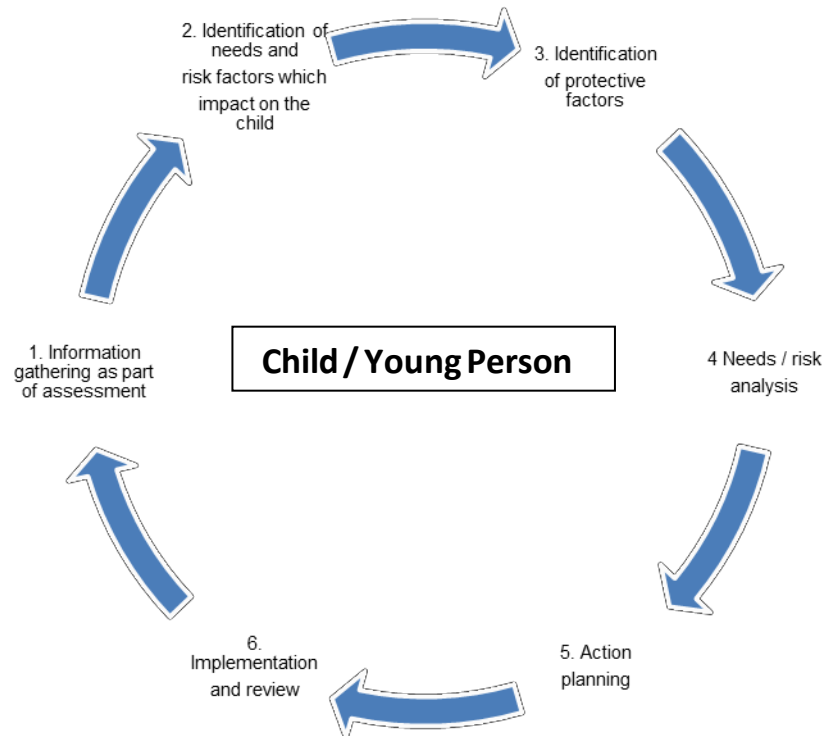 2. Identification of
needs and
risk factors which
impact on the
child
3. Identification
of protective
factors
1. Information
gathering as part
of assessment
Child / Young Person
4 Needs / risk
analysis
6.
Implementation
and review
5. Action
planning